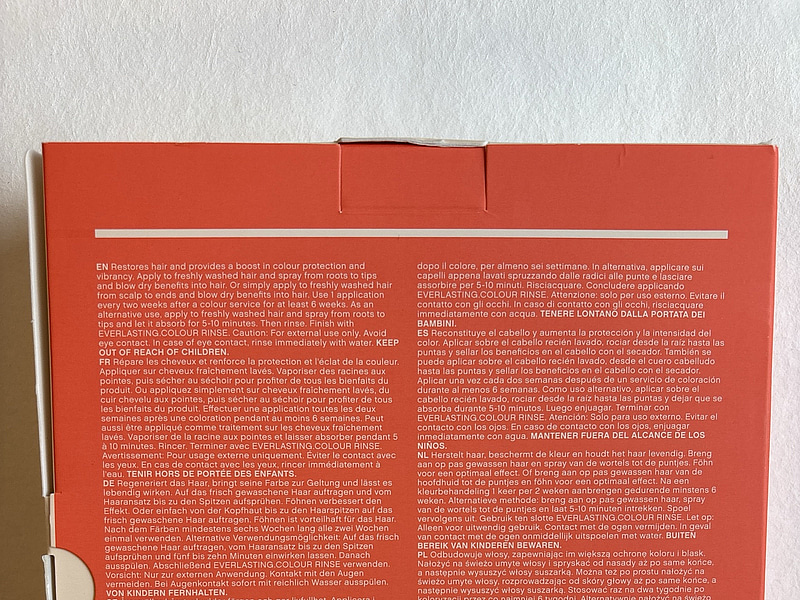 EN Restores hair and provides a boost in colour protection and
vibrancy. Apply to freshly washed hair and spray from roots to tips
and blow dry benefits into hair. Or simply apply to freshly washed hair
from scalp to ends and blow dry benefits into hair. Use 1 application
every two weeks after a colour service for at least 6 weeks. As an
alternative use, apply to freshly washed hair and spray from roots to
tips and let it absorb for 5-10 minutes. Then rinse. Finish with
EVERLASTING.COLOUR RINSE. Caution: For external use only. Avoid
eye contact. In case of eye contact, rinse immediately with water. KEEP
OUT OF REACH OF CHILDREN.
FR Répare les cheveux et renforce la protection et l'éclat de la couleur.
Appliquer sur cheveux fraîchement lavés. Vaporiser des racines aux
pointes, puis sécher au séchoir pour profiter de tous les bienfaits du
produit. Ou appliquez simplement sur cheveux fraîchement lavés, du
cuir chevelu aux pointes, puis séchez au séchoir pour profiter de tous
les bienfaits du produit. Effectuer une application toutes les deux
semaines après une coloration pendant au moins 6 semaines. Peut
aussi être appliqué comme traitement sur les cheveux fraîchement
lavés. Vaporiser de la racine aux pointes et laisser absorber pendant 5
à 10 minutes. Rincer. Terminer avec EVERLASTING.COLOUR RINSE.
Avertissement: Pour usage externe uniquement. Éviter le contact avec
les yeux. En cas de contact avec les yeux, rincer immédiatement à
l'eau. TENIR HORS DE PORTÉE DES ENFANTS.
DE Regeneriert das Haar, bringt seine Farbe zur Geltung und lässt es
lebendig wirken. Auf das frisch gewaschene Haar auftragen und vom
Haaransatz bis zu den Spitzen aufsprühen. Föhnen verbessert den
Effekt. Oder einfach von der Kopfhaut bis zu den Haarspitzen auf das
frisch gewaschene Haar auftragen. Föhnen ist vorteilhaft für das Haar.
Nach dem Färben mindestens sechs Wochen lang alle zwei Wochen
einmal verwenden. Alternative Verwendungsmöglichkeit: Auf das frisch
gewaschene Haar auftragen, vom Haaransatz bis zu den Spitzen
aufsprühen und fünf bis zehn Minuten einwirken lassen. Danach
ausspülen. Abschließend EVERLASTING.COLOUR RINSE verwenden.
Vorsicht: Nur zur externen Anwendung. Kontakt mit den Augen
vermeiden. Bei Augenkontakt sofort mit reichlich Wasser ausspülen.
VON KINDERN FERNHALTEN.
dopo il colore, per almeno sei settimane. In alternativa, applicare sui
capelli appena lavati spruzzando dalle radici alle punte e lasciare
assorbire per 5-10 minuti. Risciacquare. Concludere applicando
EVERLASTING.COLOUR RINSE. Attenzione: solo per uso esterno. Evitare il
contatto con gli occhi. In caso di contatto con gli occhi, risciacquare
immediatamente con acqua. TENERE LONTANO DALLA PORTATA DEI
BAMBINI.
ES Reconstituye el cabello y aumenta la protección y la intensidad del
color. Aplicar sobre el cabello recién lavado, rociar desde la raíz hasta las
puntas y sellar los beneficios en el cabello con el secador. También se
puede aplicar sobre el cabello recién lavado, desde el cuero cabelludo
hasta las puntas y sellar los beneficios en el cabello con el secador.
Aplicar una vez cada dos semanas después de un servicio de coloración
durante al menos 6 semanas. Como uso alternativo, aplicar sobre el
cabello recién lavado, rociar desde la raíz hasta las puntas y dejar que se
absorba durante 5-10 minutos. Luego enjuagar. Terminar con
EVERLASTING.COLOUR RINSE. Atención: Solo para uso externo. Evitar el
contacto con los ojos. En caso de contacto con los ojos, enjuagar
inmediatamente con agua. MANTENER FUERA DEL ALCANCE DE LOS
NIÑOS.
NL Herstelt haar, beschermt de kleur en houdt het haar levendig. Breng
aan op pas gewassen haar en spray van de wortels tot de puntjes. Föhn
voor een optimaal effect. Of breng aan op pas gewassen haar van de
hoofdhuid tot de puntjes en föhn voor een optimaal effect. Na een
kleurbehandeling 1 keer per 2 weken aanbrengen gedurende minstens 6
weken. Alternatieve methode: breng aan op pas gewassen haar, spray
van de wortels tot de puntjes en laat 5-10 minuten intrekken. Spoel
vervolgens uit. Gebruik ten slotte EVERLASTING.COLOUR RINSE. Let op:
Alleen voor uitwendig gebruik. Contact met de ogen vermijden. In geval
van contact met de ogen onmiddellijk uitspoelen met water. BUITEN
BEREIK VAN KINDEREN BEWAREN.
PL Odbudowuje włosy, zapewniając im większą ochronę koloru i blask.
Nałożyć na świeżo umyte włosy i spryskać od nasady aż po same końce,
a następnie wysuszyć włosy suszarką. Można też po prostu nałożyć na
świeżo umyte włosy, rozprowadzając od skóry głowy aż po same końce, a
następnie wysuszyć włosy suszarką. Stosować raz na dwa tygodnie po
koloryzacji przez co najmniej 6 tygodni. Alternatywnie nałożyć na świeżo